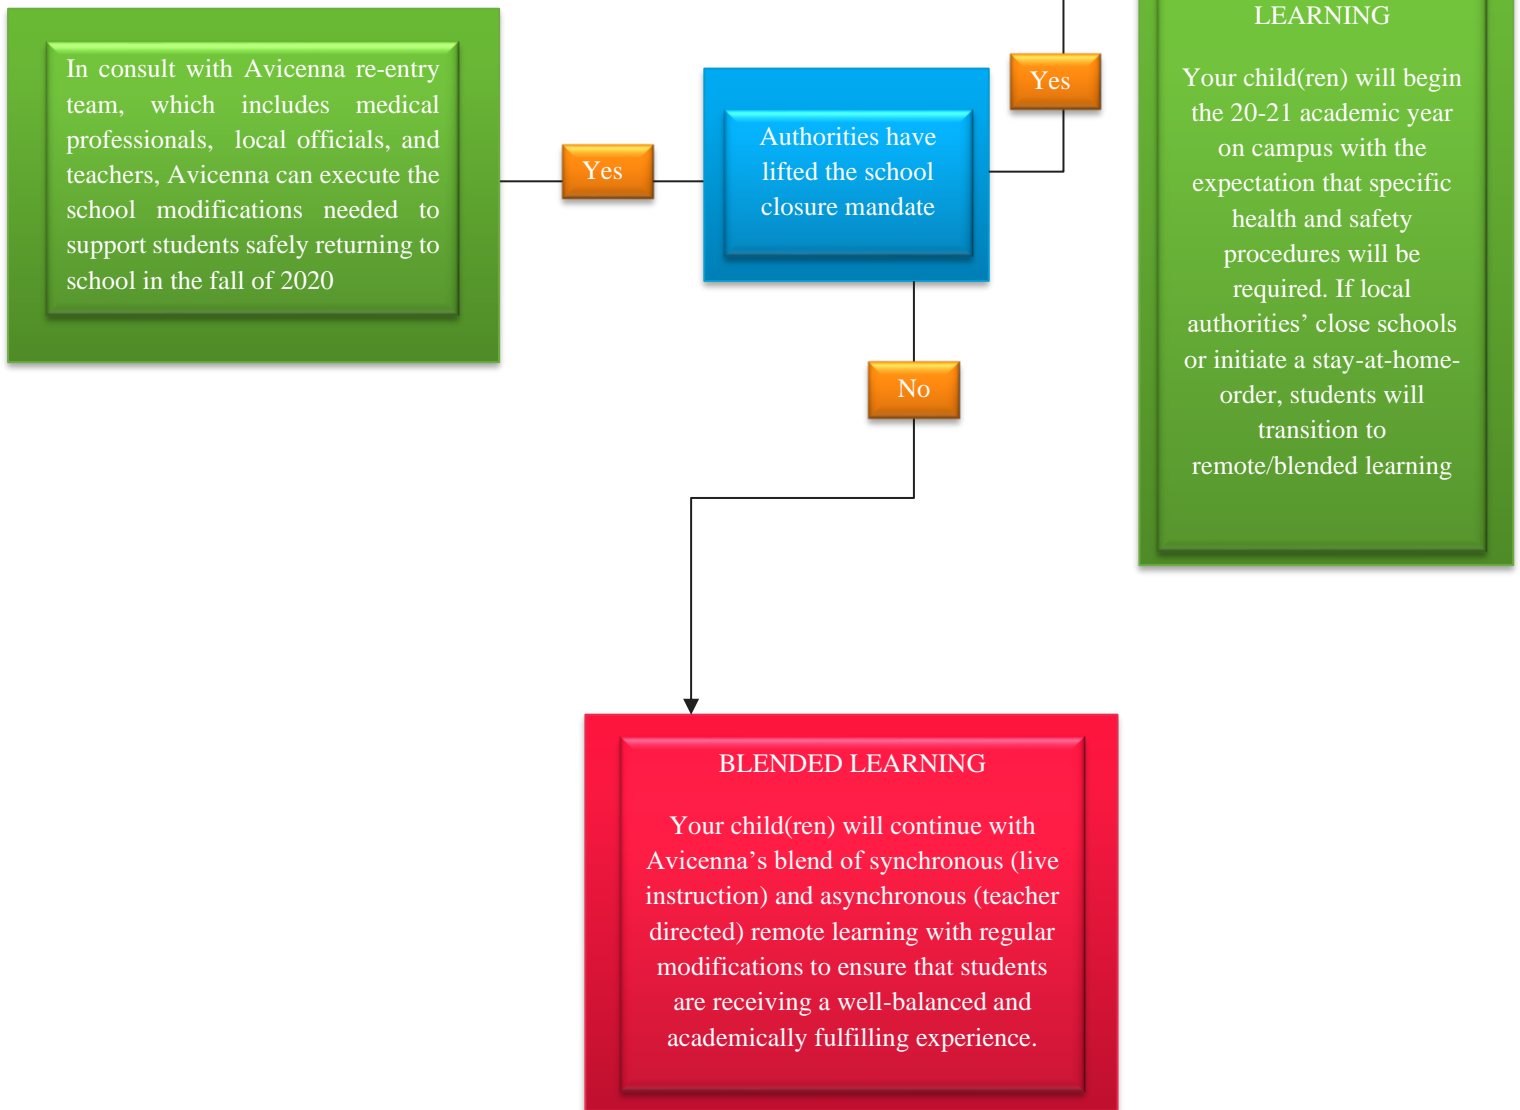 In consult with Avicenna re-entry
team, which includes medical
professionals, local officials, and
teachers, Avicenna can execute the
school modifications needed to
support students safely returning to
school in the fall of 2020
Yes
Authorities have
lifted the school
closure mandate
Yes
No
LEARNING
Your child(ren) will begin
the 20-21 academic year
on campus with the
expectation that specific
health and safety
procedures will be
required. If local
authorities’ close schools
or initiate a stay-at-home-
order, students will
transition to
remote/blended learning
BLENDED LEARNING
Your child(ren) will continue with
Avicenna’s blend of synchronous (live
instruction) and asynchronous (teacher
directed) remote learning with regular
modifications to ensure that students
are receiving a well-balanced and
academically fulfilling experience.